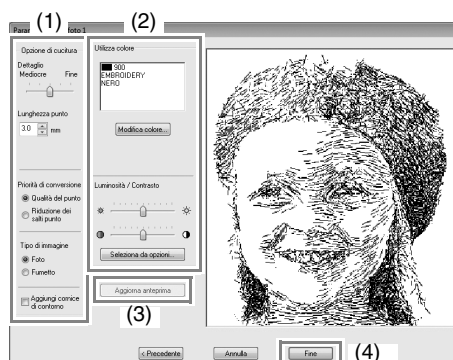 (1)
(2)
Para
oto 1
Opzione di cucitura
Dettaglio
Mediocre Fine
Lunghezza punto
3.0 mm
Priorità di conversione
Qualità del punto
Riduzione dei
salti punto
Tipo di immagine
Foto
Fumetto
Aggiungi cornice
di contorno
Utilizza colore
900
EMBROIDERY
NERO
Modifica colore...
Luminosità / Contrasto
Seleziona da opzioni...
Aggiorna anteprima
(3)
< Precedente
Annulla
Fine
(4)